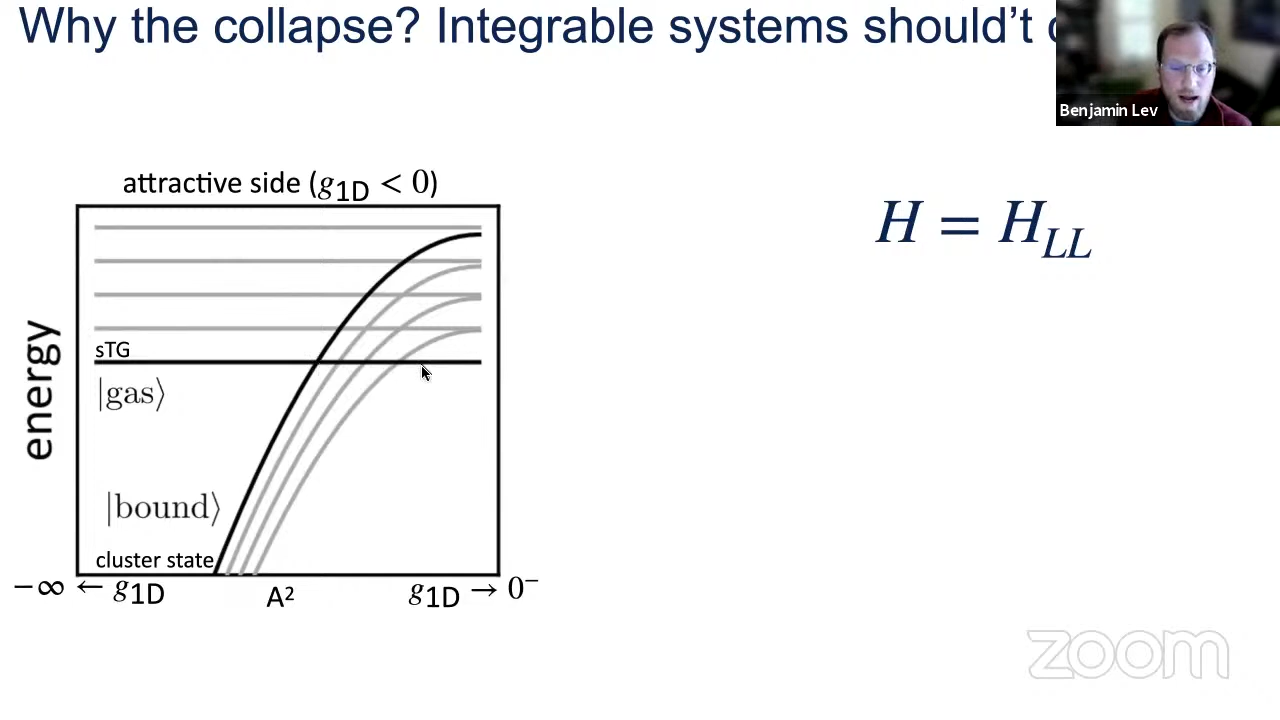 Why the collapse? Integrable systems should't
Benjamin Lev
attractive side (g1D < 0)
H = H_LL
energy
sTG
|gas⟩
|bound⟩
cluster state
−∞ ← g1D
A²
g1D → 0⁻
zoom